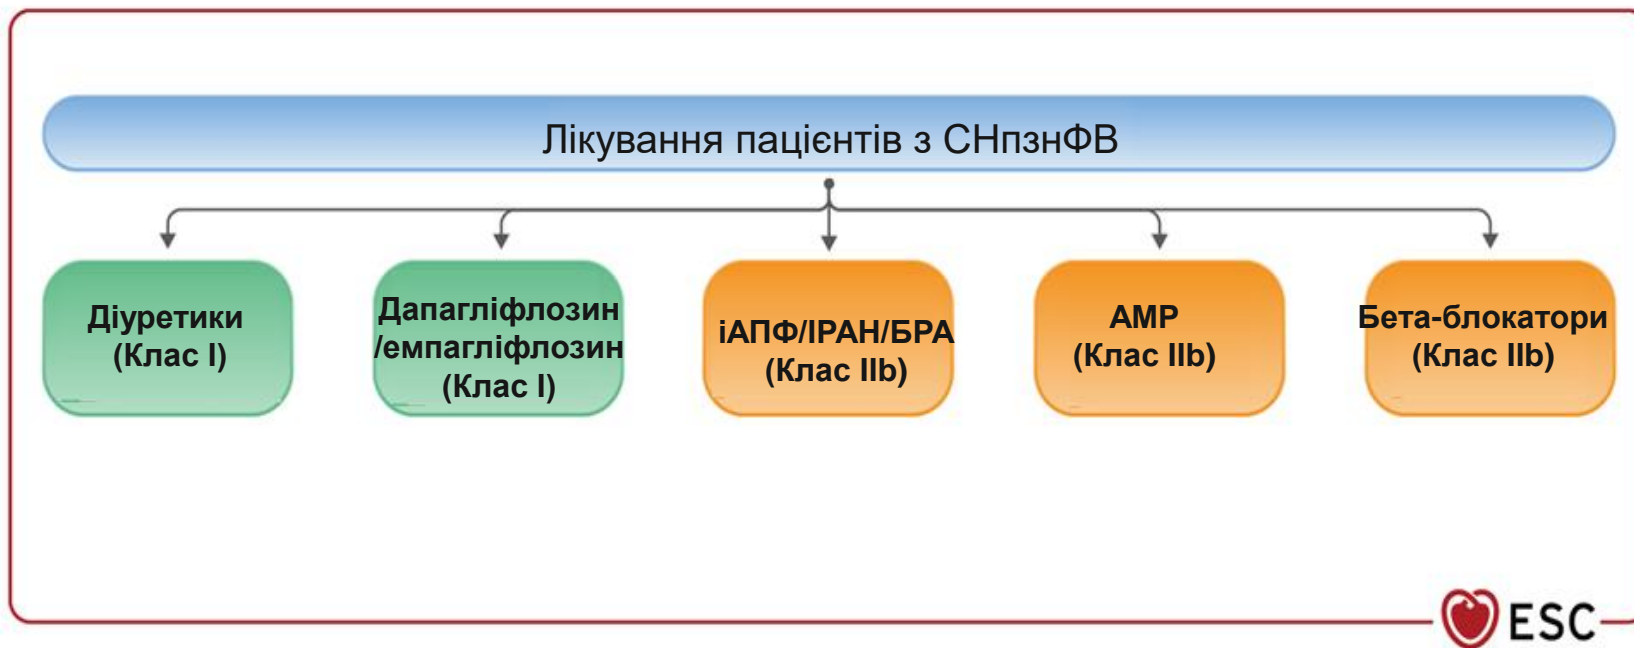 Лікування пацієнтів з СНпзнФВ
Діуретики
(Клас I)
Дапагліфлозин
/емпагліфлозин
(Клас I)
іАПФ/ІРАН/БРА
(Клас IIb)
АМР
(Клас IIb)
Бета-блокатори
(Клас IIb)
ESC